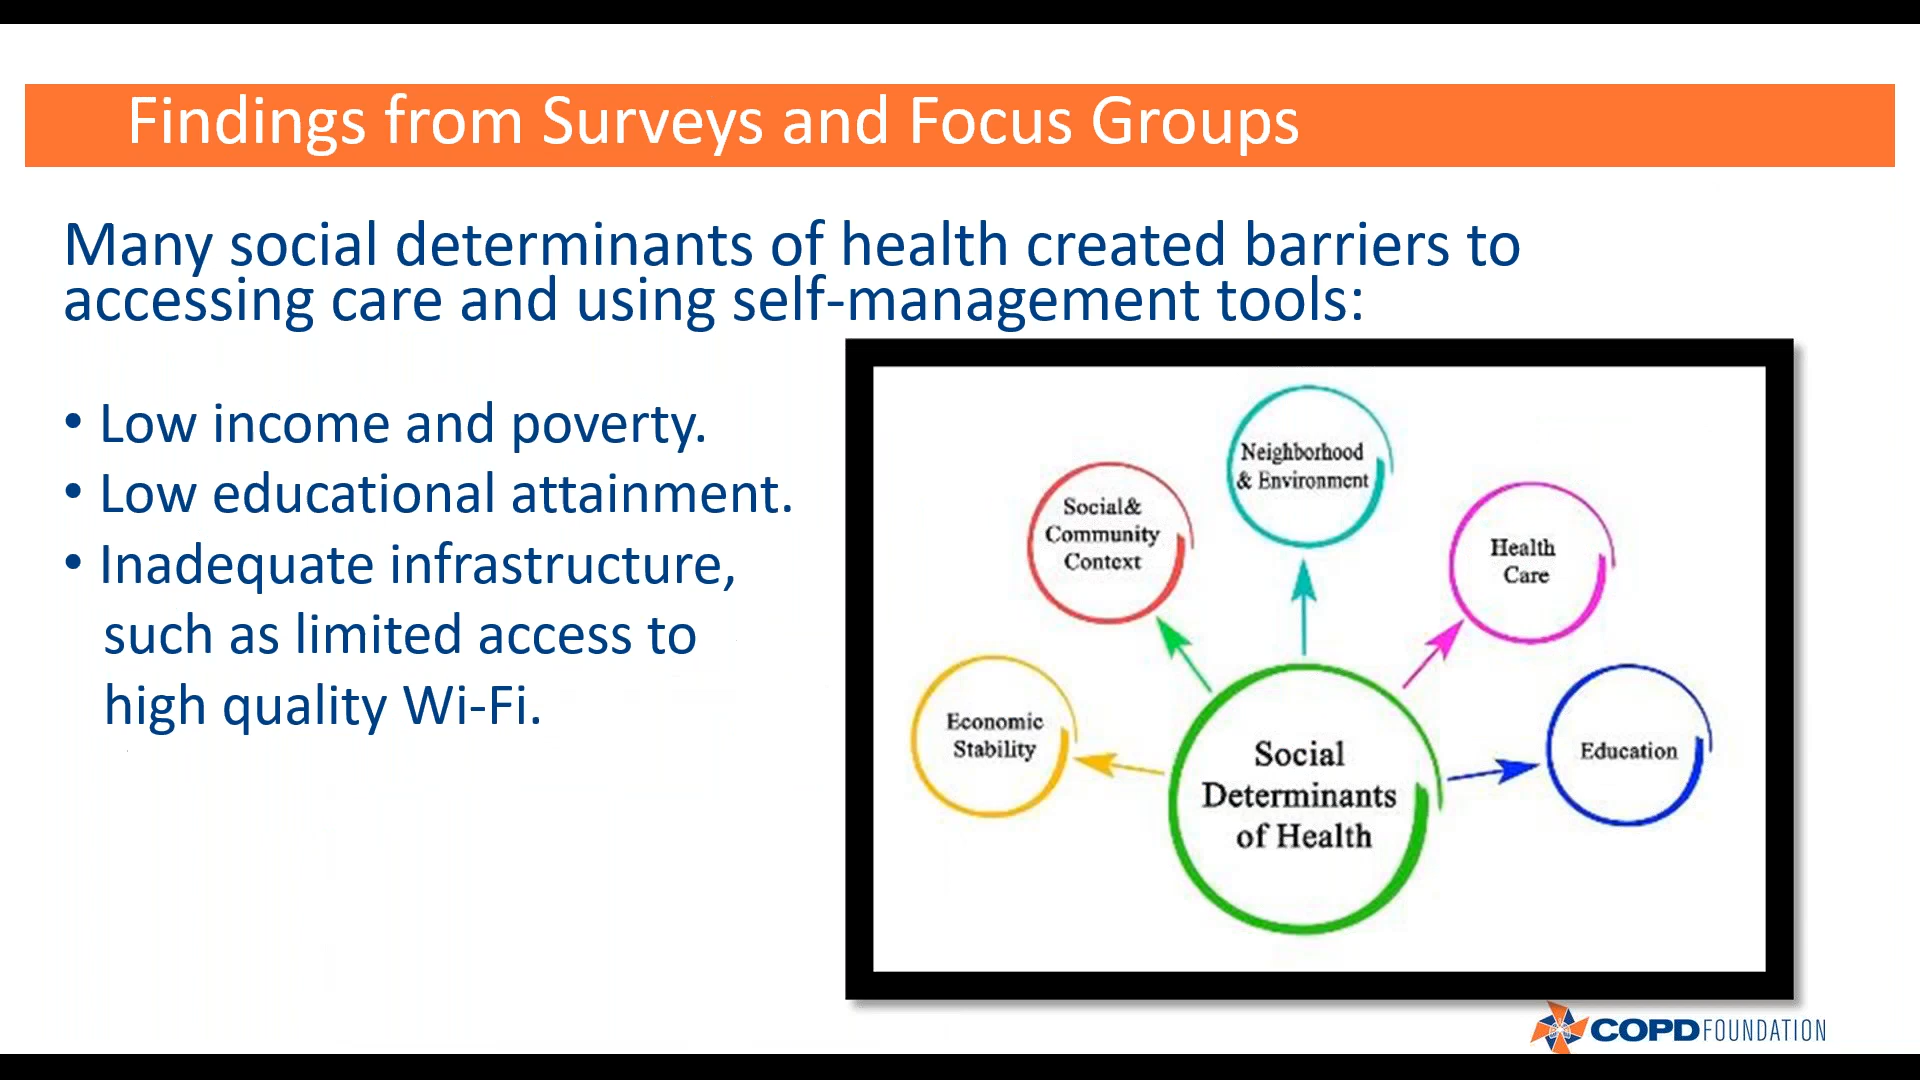 Findings from Surveys and Focus Groups
Many social determinants of health created barriers to
accessing care and using self-management tools:
• Low income and poverty.
• Low educational attainment.
• Inadequate infrastructure,
such as limited access to
high quality Wi-Fi.
Neighborhood
& Environment
Social&
Community
Context
Health
Care
Economic
Stability
Education
Social
Determinants
of Health
COPD FOUNDATION